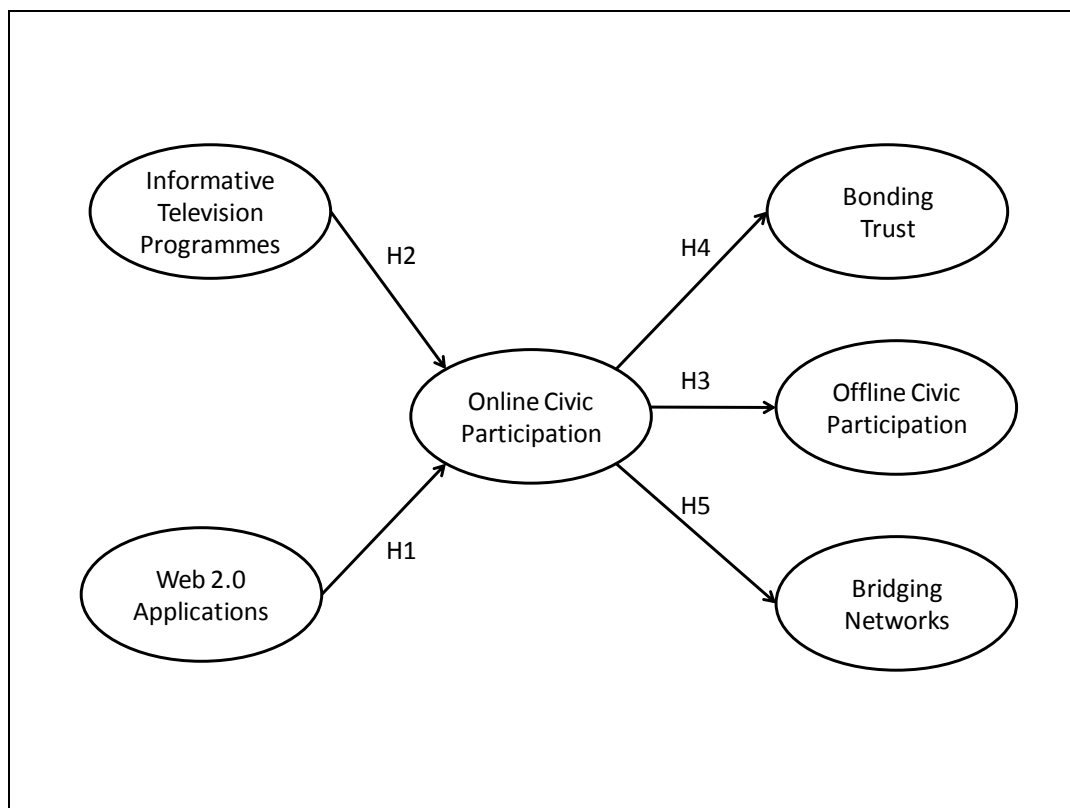 Informative
Television
Programmes
H2
Web 2.0
Applications
H1
Online Civic
Participation
H4
Bonding
Trust
H3
Offline Civic
Participation
H5
Bridging
Networks